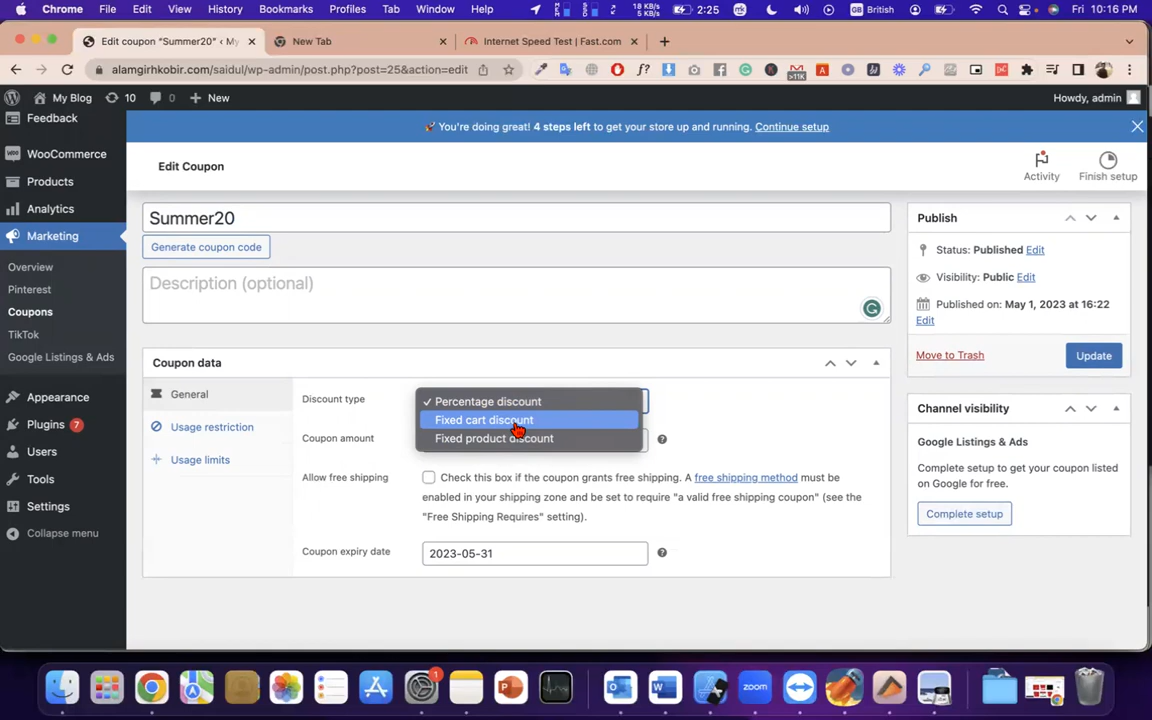 Chrome File Edit View History Bookmarks Profiles Tab Window Help 18 KB/s 5 KB/s 2:25 British Fri 10:16 PM
Edit coupon “Summer20” ‹ My New Tab Internet Speed Test | Fast.com
alamgirhkobir.com/saidul/wp-admin/post.php?post=25&action=edit
>11K
My Blog 10 New Howdy, admin
Feedback
WooCommerce
Products
Analytics
Marketing
Overview
Pinterest
Coupons
TikTok
Google Listings & Ads
Appearance
Plugins 7
Users
Tools
Settings
Collapse menu
🚀 You're doing great! 4 steps left to get your store up and running. Continue setup
Edit Coupon
Activity
Finish setup
Summer20
Generate coupon code
Description (optional)
Coupon data
General
Usage restriction
Usage limits
Discount type
✓ Percentage discount
Fixed cart discount
Fixed product discount
Coupon amount
Allow free shipping
Check this box if the coupon grants free shipping. A free shipping method must be
enabled in your shipping zone and be set to require "a valid free shipping coupon" (see the
"Free Shipping Requires" setting).
Coupon expiry date
2023-05-31
Publish
Status: Published Edit
Visibility: Public Edit
Published on: May 1, 2023 at 16:22
Edit
Move to Trash
Update
Channel visibility
Google Listings & Ads
Complete setup to get your coupon listed
on Google for free.
Complete setup
1
zoom